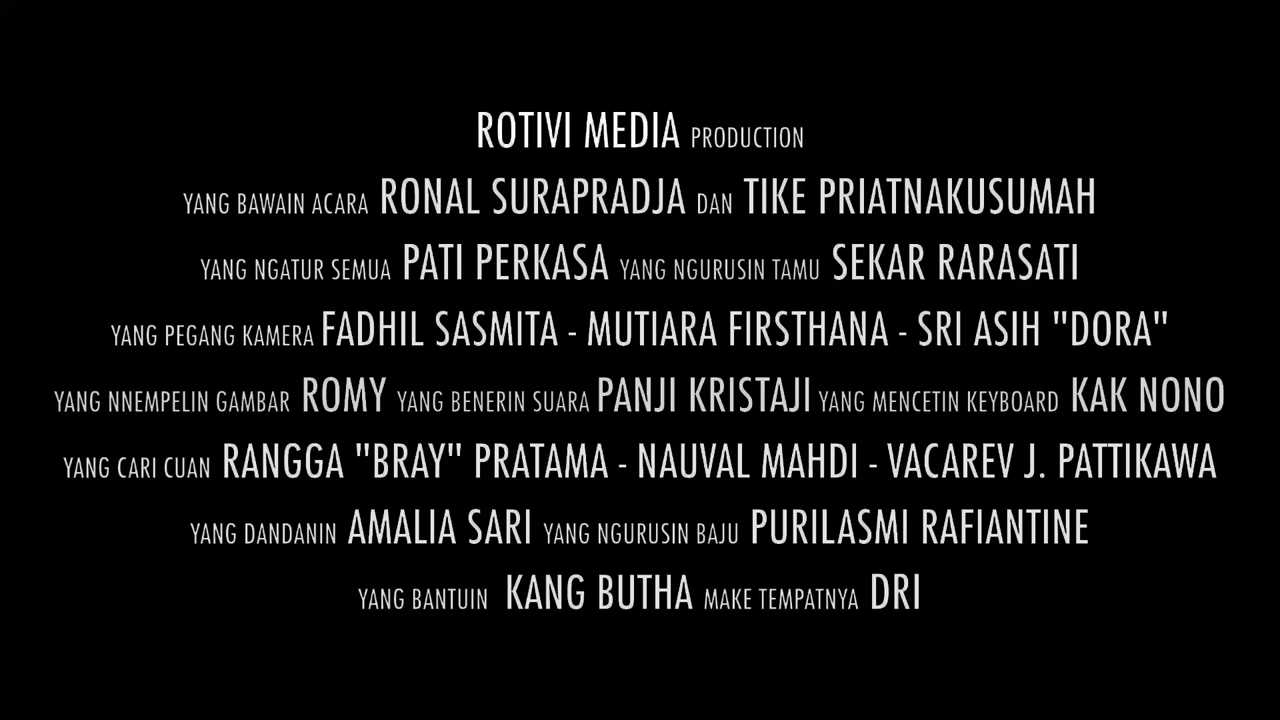 ROTIVI MEDIA PRODUCTION
YANG BAWAIN ACARA RONAL SURAPRADJA DAN TIKE PRIATNAKUSUMAH
YANG NGATUR SEMUA PATI PERKASA YANG NGURUSIN TAMU SEKAR RARASATI
YANG PEGANG KAMERA FADHIL SASMITA - MUTIARA FIRSTHANA - SRI ASIH "DORA"
YANG NNEMPELIN GAMBAR ROMY YANG BENERIN SUARA PANJI KRISTAJI YANG MENCETIN KEYBOARD KAK NONO
YANG CARI CUAN RANGGA "BRAY" PRATAMA - NAUVAL MAHDI - VACAREV J. PATTIKAWA
YANG DANDANIN AMALIA SARI YANG NGURUSIN BAJU PURILASMI RAFIANTINE
YANG BANTUIN KANG BUTHA MAKE TEMPATNYA DRI